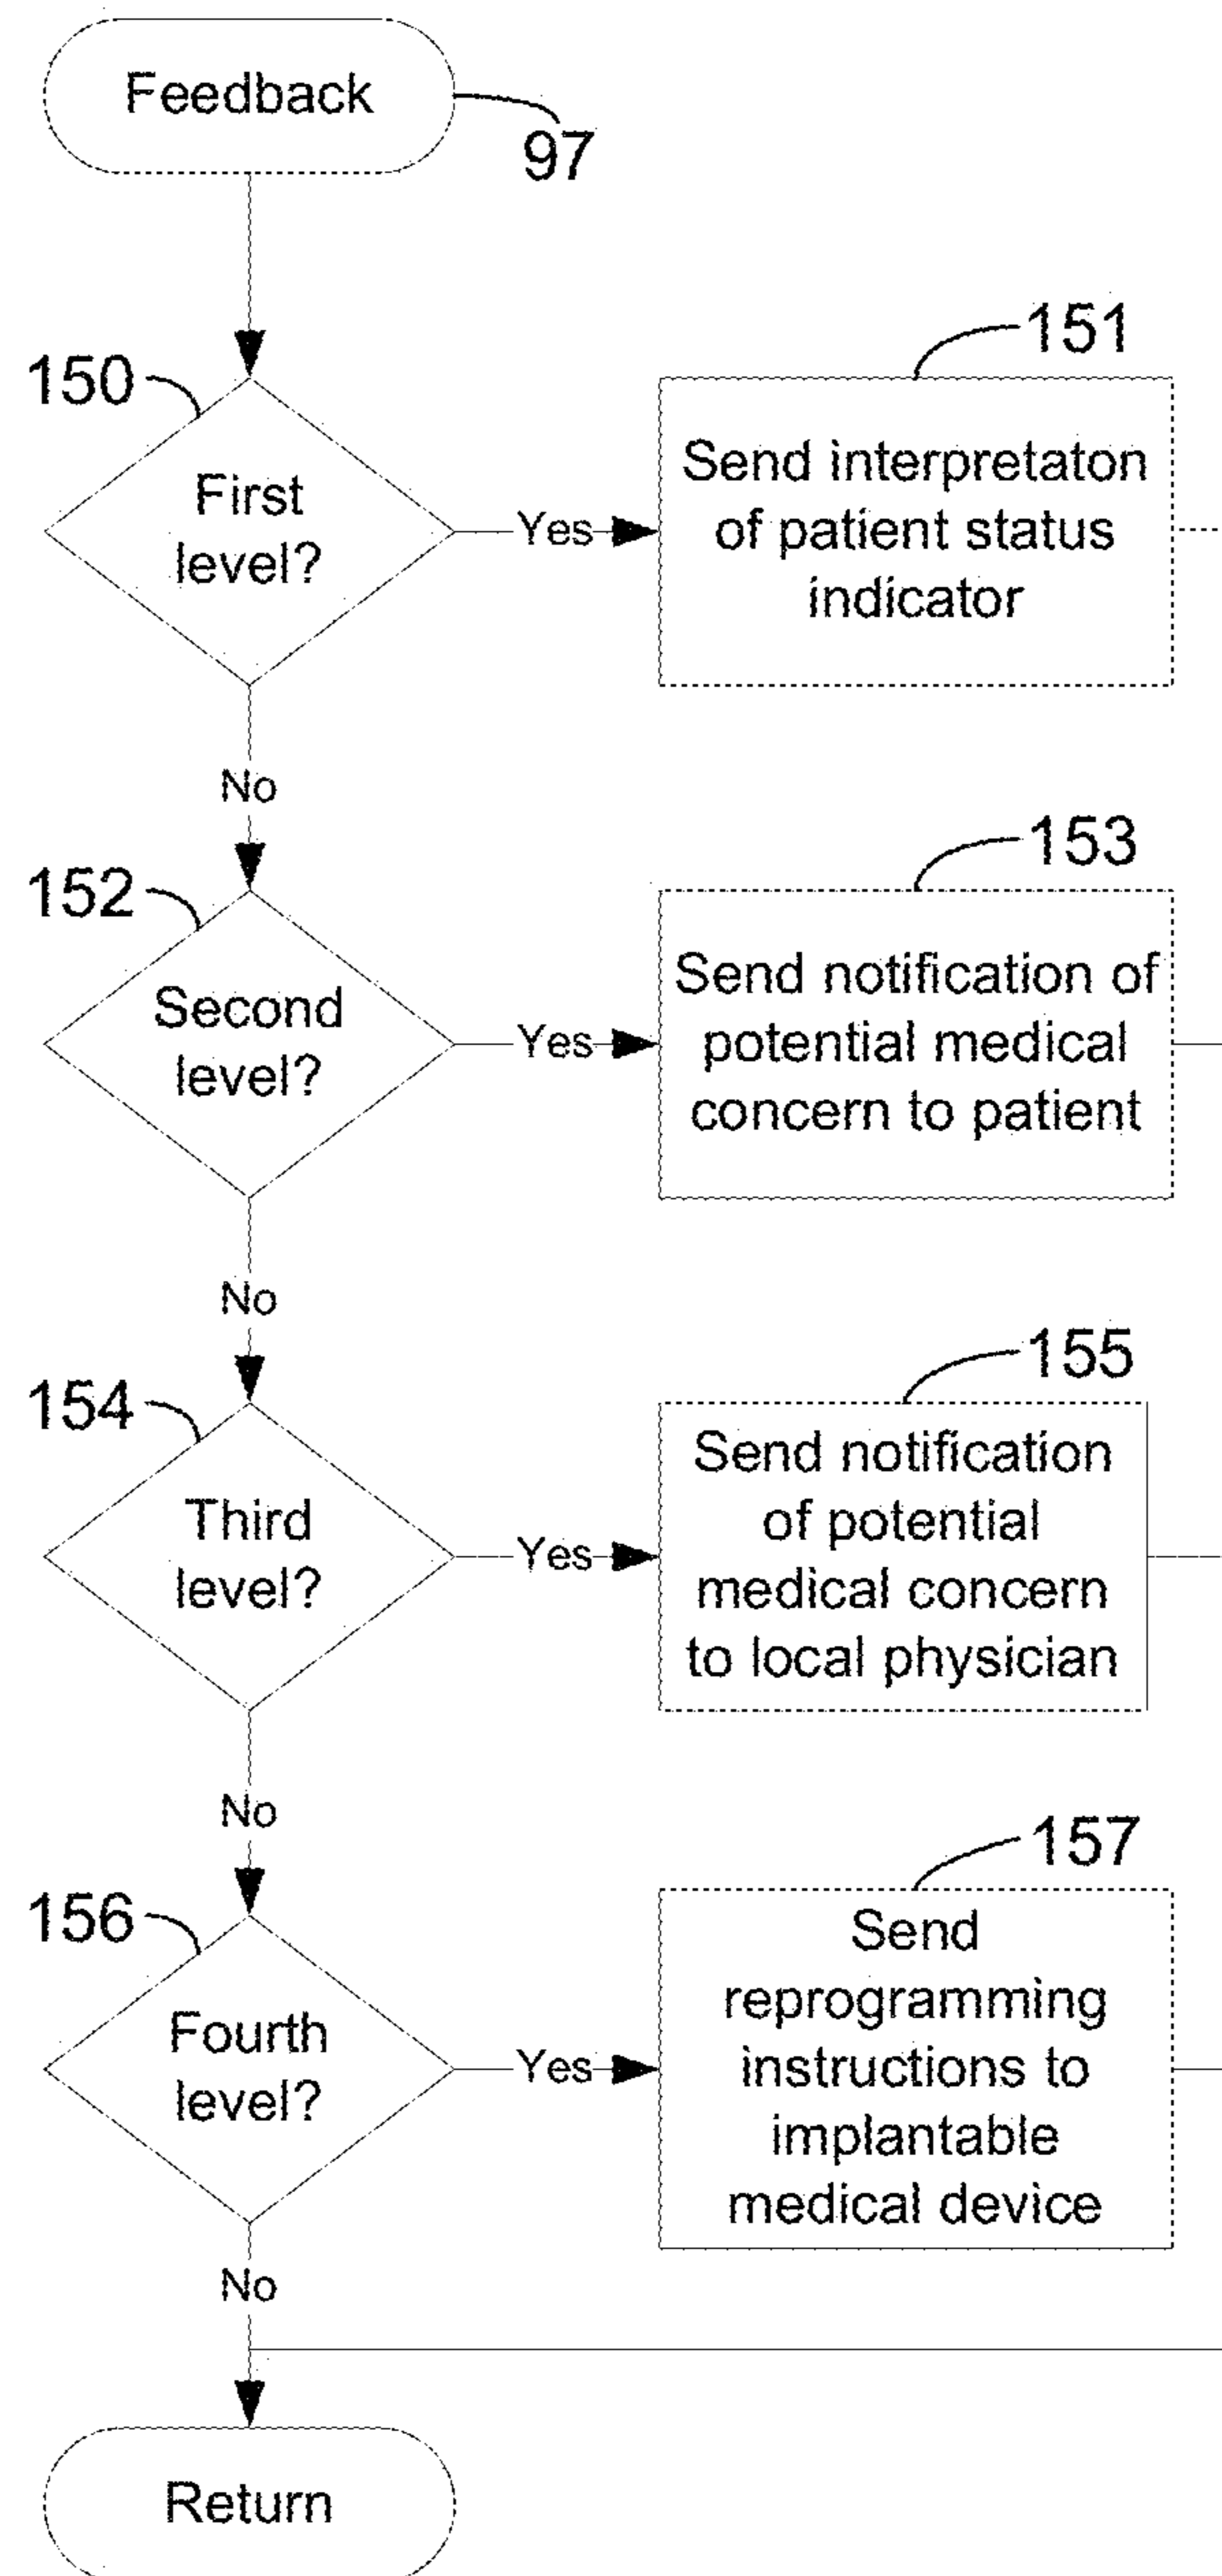 Feedback
97
150
First
level?
Yes
151
Send interpretaton
of patient status
indicator
No
152
Second
level?
Yes
153
Send notification of
potential medical
concern to patient
No
154
Third
level?
Yes
155
Send notification
of potential
medical concern
to local physician
No
156
Fourth
level?
Yes
157
Send
reprogramming
instructions to
implantable
medical device
No
Return